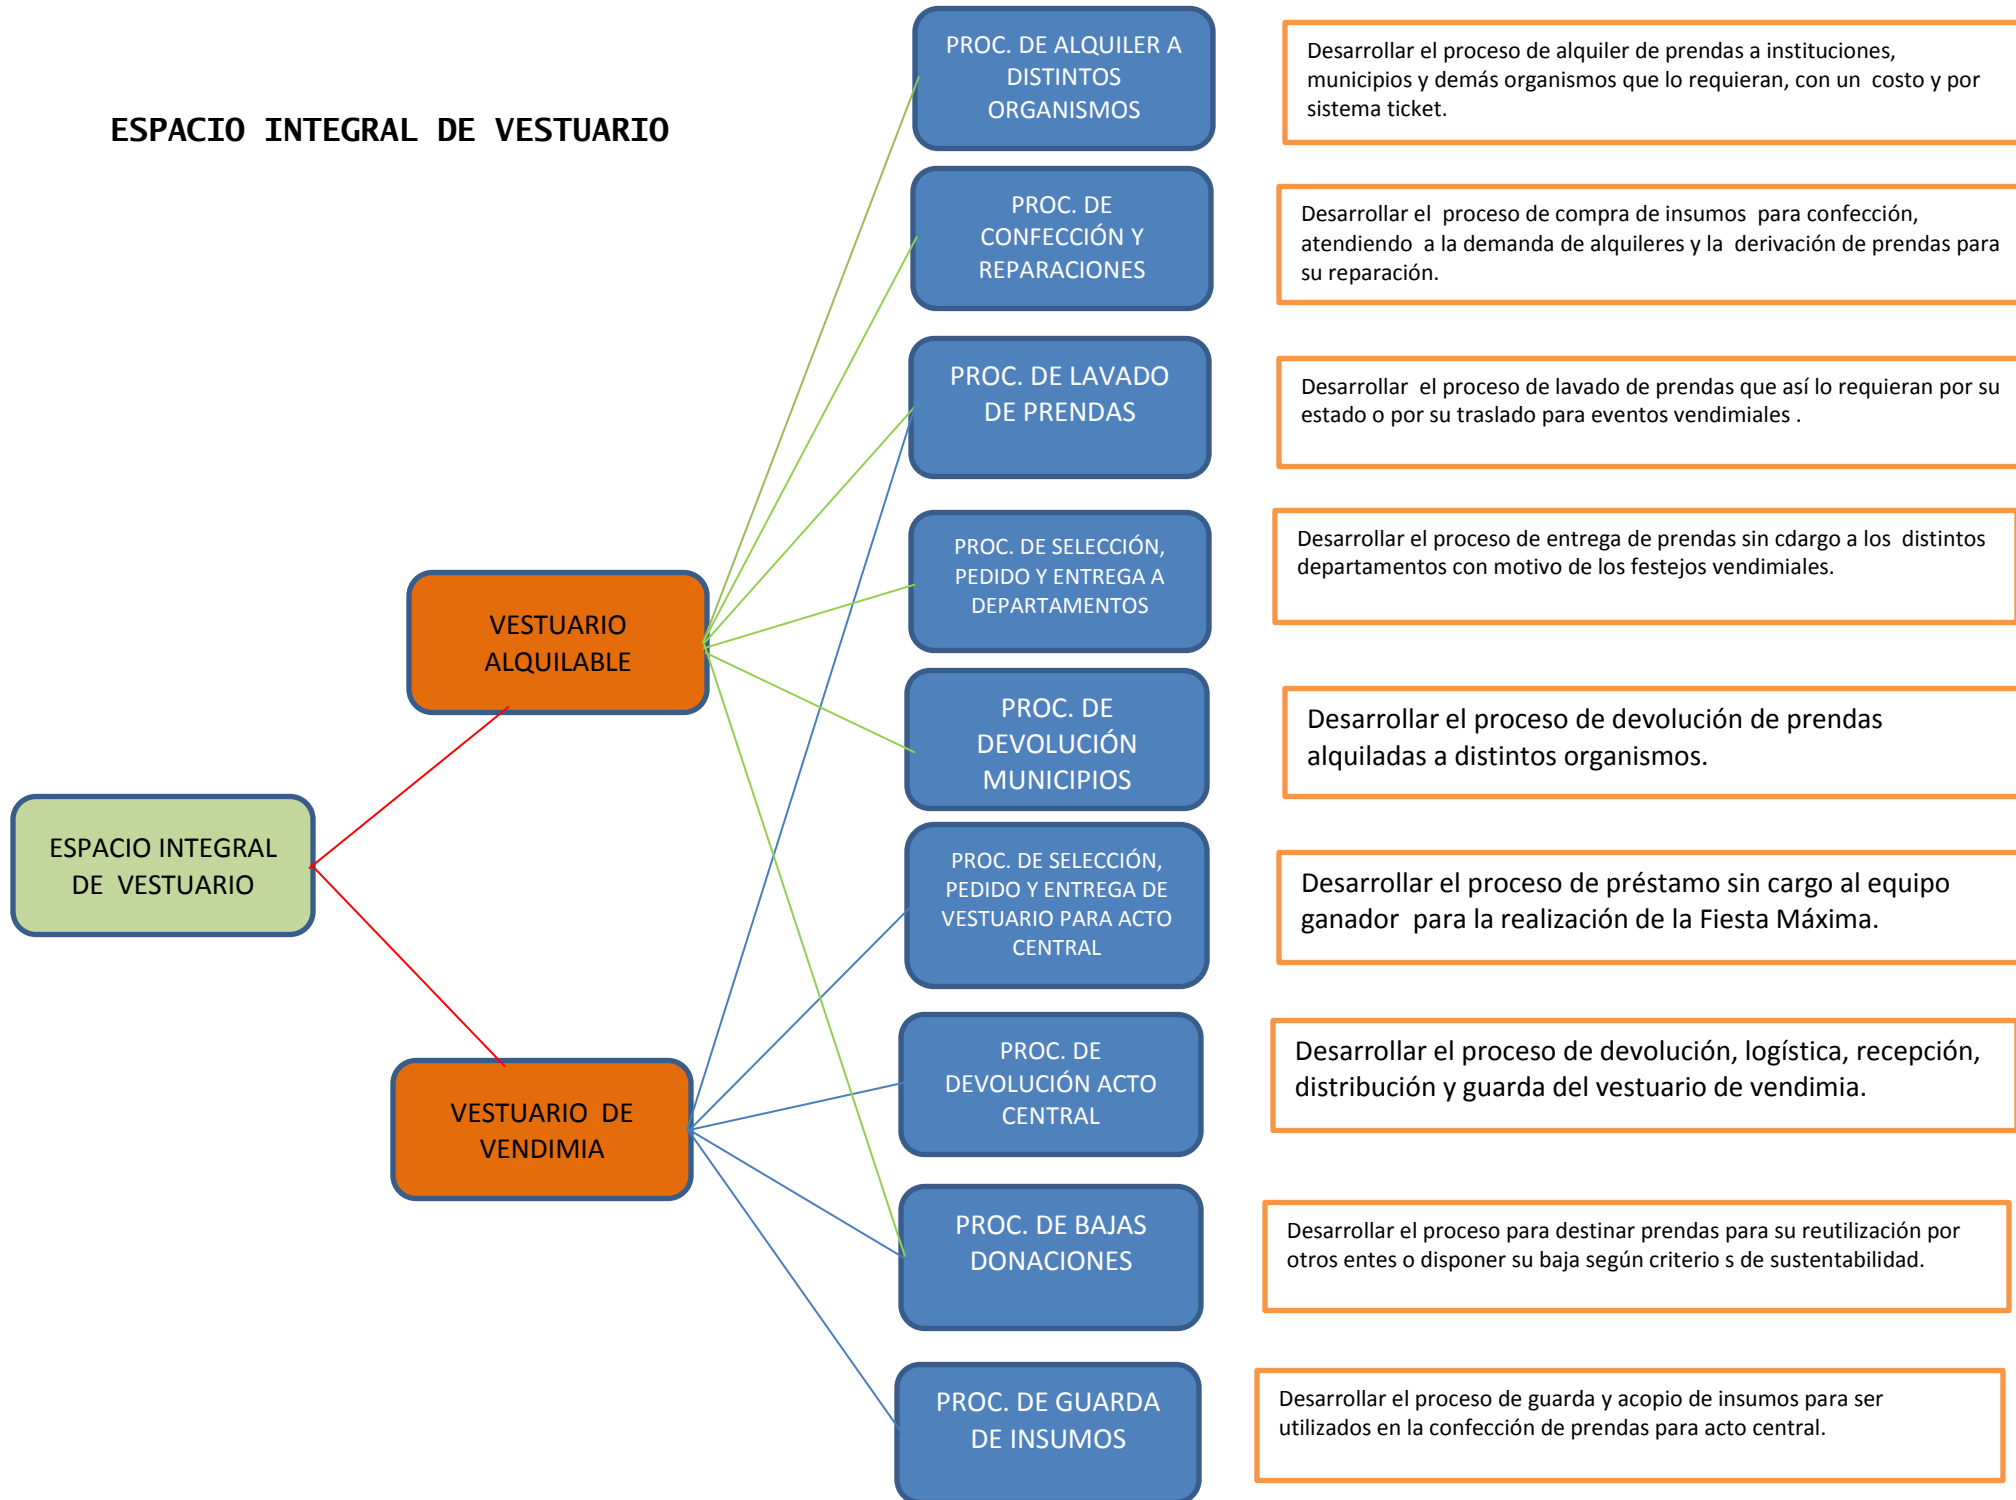 ESPACIO INTEGRAL DE VESTUARIO
ESPACIO INTEGRAL
DE VESTUARIO
VESTUARIO
ALQUILABLE
VESTUARIO DE
VENDIMIA
PROC. DE ALQUILER A
DISTINTOS
ORGANISMOS
Desarrollar el proceso de alquiler de prendas a instituciones,
municipios y demás organismos que lo requieran, con un costo y por
sistema ticket.
PROC. DE
CONFECCIÓN Y
REPARACIONES
Desarrollar el proceso de compra de insumos para confección,
atendiendo a la demanda de alquileres y la derivación de prendas para
su reparación.
PROC. DE LAVADO
DE PRENDAS
Desarrollar el proceso de lavado de prendas que así lo requieran por su
estado o por su traslado para eventos vendimiales .
PROC. DE SELECCIÓN,
PEDIDO Y ENTREGA A
DEPARTAMENTOS
Desarrollar el proceso de entrega de prendas sin cdargo a los distintos
departamentos con motivo de los festejos vendimiales.
PROC. DE
DEVOLUCIÓN
MUNICIPIOS
Desarrollar el proceso de devolución de prendas
alquiladas a distintos organismos.
PROC. DE SELECCIÓN,
PEDIDO Y ENTREGA DE
VESTUARIO PARA ACTO
CENTRAL
Desarrollar el proceso de préstamo sin cargo al equipo
ganador para la realización de la Fiesta Máxima.
PROC. DE
DEVOLUCIÓN ACTO
CENTRAL
Desarrollar el proceso de devolución, logística, recepción,
distribución y guarda del vestuario de vendimia.
PROC. DE BAJAS
DONACIONES
Desarrollar el proceso para destinar prendas para su reutilización por
otros entes o disponer su baja según criterio s de sustentabilidad.
PROC. DE GUARDA
DE INSUMOS
Desarrollar el proceso de guarda y acopio de insumos para ser
utilizados en la confección de prendas para acto central.